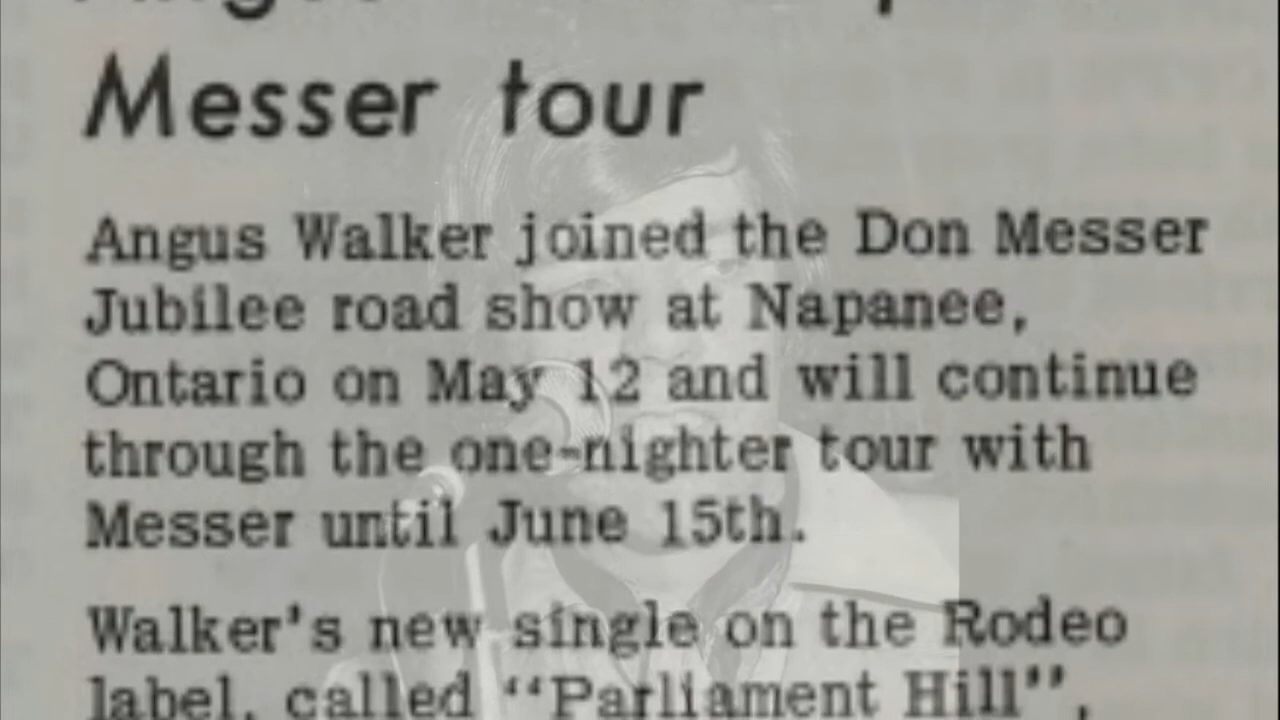 Angus
Messer tour
Angus Walker joined the Don Messer
Jubilee road show at Napanee,
Ontario on May 12 and will continue
through the one-nighter tour with
Messer until June 15th.
Walker's new single on the Rodeo
label, called “Parliament Hill”,